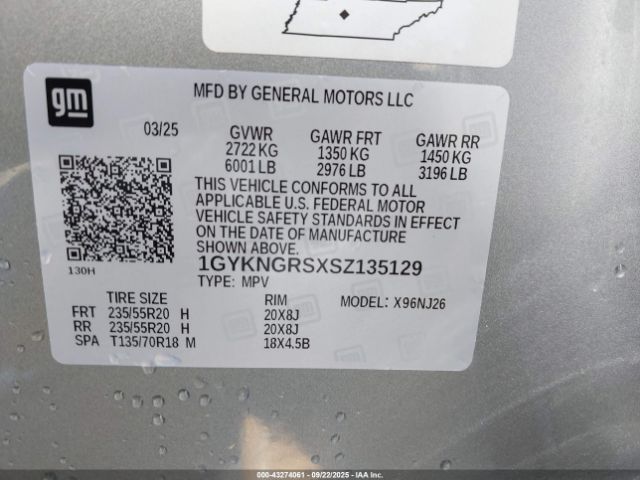 gm
MFD BY GENERAL MOTORS LLC
03/25 GVWR GAWR FRT GAWR RR
2722 KG 1350 KG 1450 KG
6001 LB 2976 LB 3196 LB
THIS VEHICLE CONFORMS TO ALL
APPLICABLE U.S. FEDERAL MOTOR
VEHICLE SAFETY STANDARDS IN EFFECT
ON THE DATE OF MANUFACTURE
SHOWN ABOVE.
130H
1GYKNGRSXSZ135129
TYPE: MPV
TIRE SIZE RIM MODEL: X96NJ26
FRT 235/55R20 H 20X8J
RR 235/55R20 H 20X8J
SPA T135/70R18 M 18X4.5B
000-43274061 - 09/22/2025 - IAAI.COM